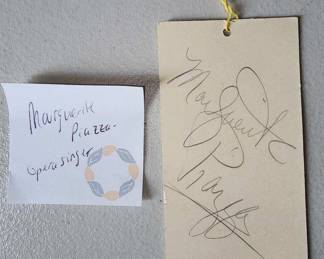 Marguerite
Piazza -
opera singer
Marguerite
Piazza